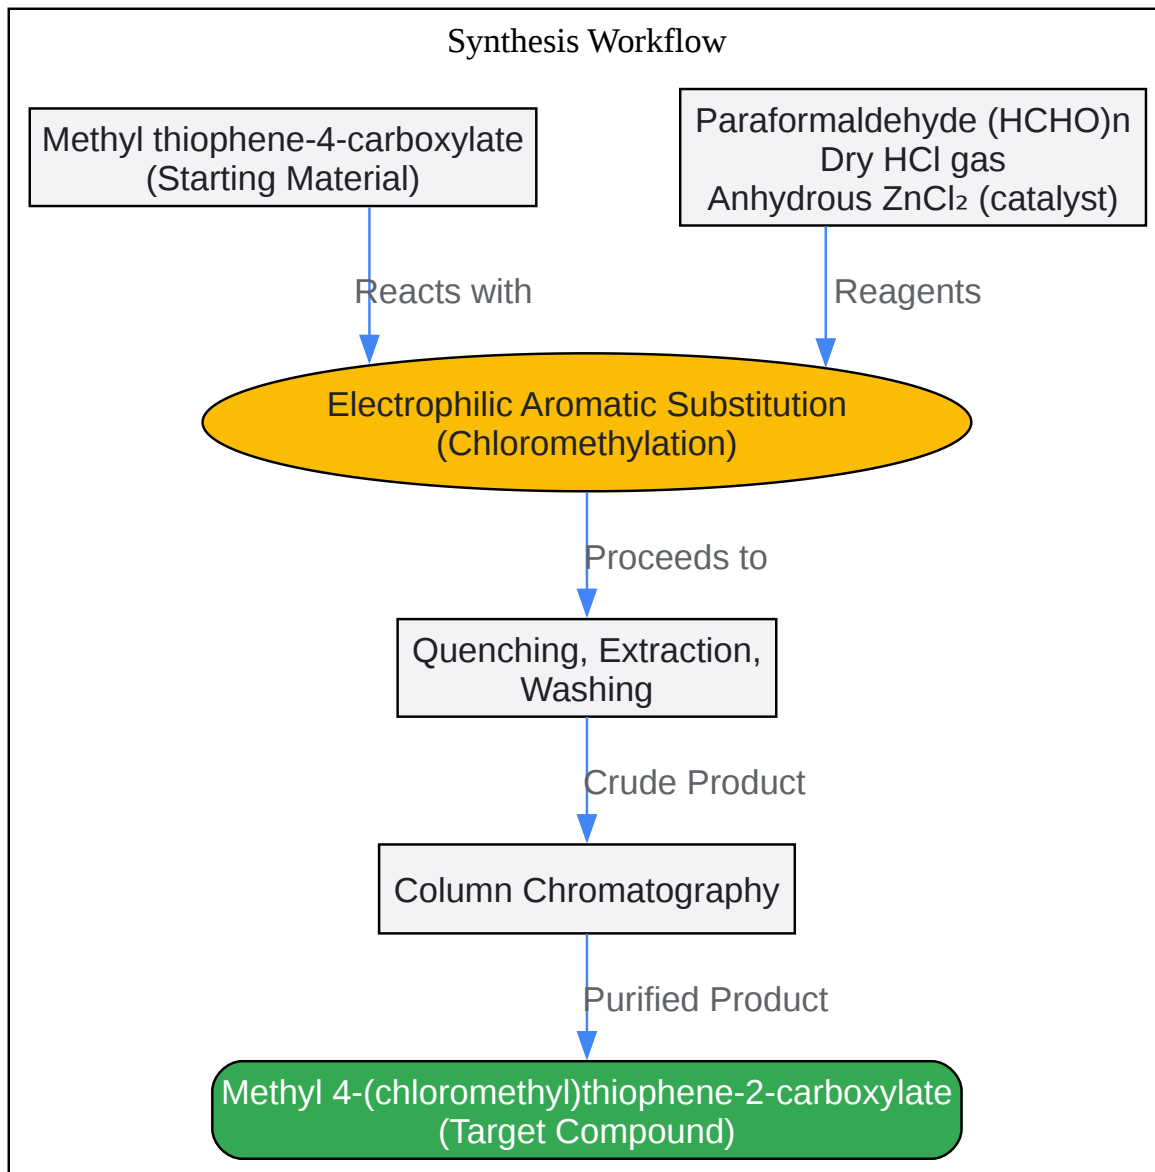 Synthesis Workflow
Methyl thiophene-4-carboxylate
(Starting Material)
Paraformaldehyde (HCHO)n
Dry HCl gas
Anhydrous ZnCl₂ (catalyst)
Reacts with
Reagents
Electrophilic Aromatic Substitution
(Chloromethylation)
Proceeds to
Quenching, Extraction,
Washing
Crude Product
Column Chromatography
Purified Product
Methyl 4-(chloromethyl)thiophene-2-carboxylate
(Target Compound)